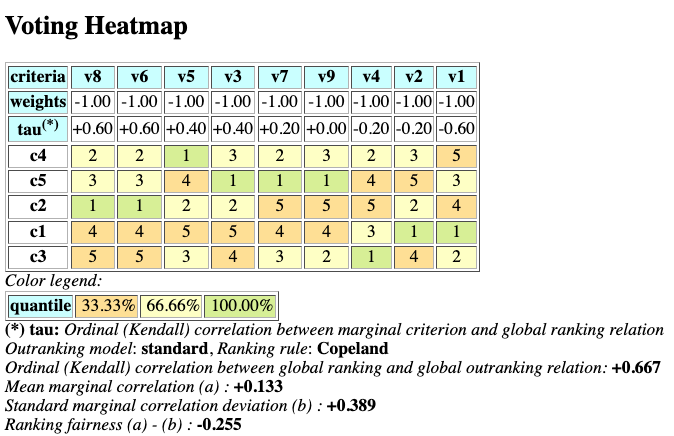 Voting Heatmap
criteria v8 v6 v5 v3 v7 v9 v4 v2 v1
weights -1.00 -1.00 -1.00 -1.00 -1.00 -1.00 -1.00 -1.00 -1.00
tau(*) +0.60 +0.60 +0.40 +0.40 +0.20 +0.00 -0.20 -0.20 -0.60
c4 2 2 1 3 2 3 2 3 5
c5 3 3 4 1 1 1 4 5 3
c2 1 1 2 2 5 5 5 2 4
c1 4 4 5 5 4 4 3 1 1
c3 5 5 3 4 3 2 1 4 2
Color legend:
quantile 33.33% 66.66% 100.00%
(*) tau: Ordinal (Kendall) correlation between marginal criterion and global ranking relation
Outranking model: standard, Ranking rule: Copeland
Ordinal (Kendall) correlation between global ranking and global outranking relation: +0.667
Mean marginal correlation (a) : +0.133
Standard marginal correlation deviation (b) : +0.389
Ranking fairness (a) - (b) : -0.255